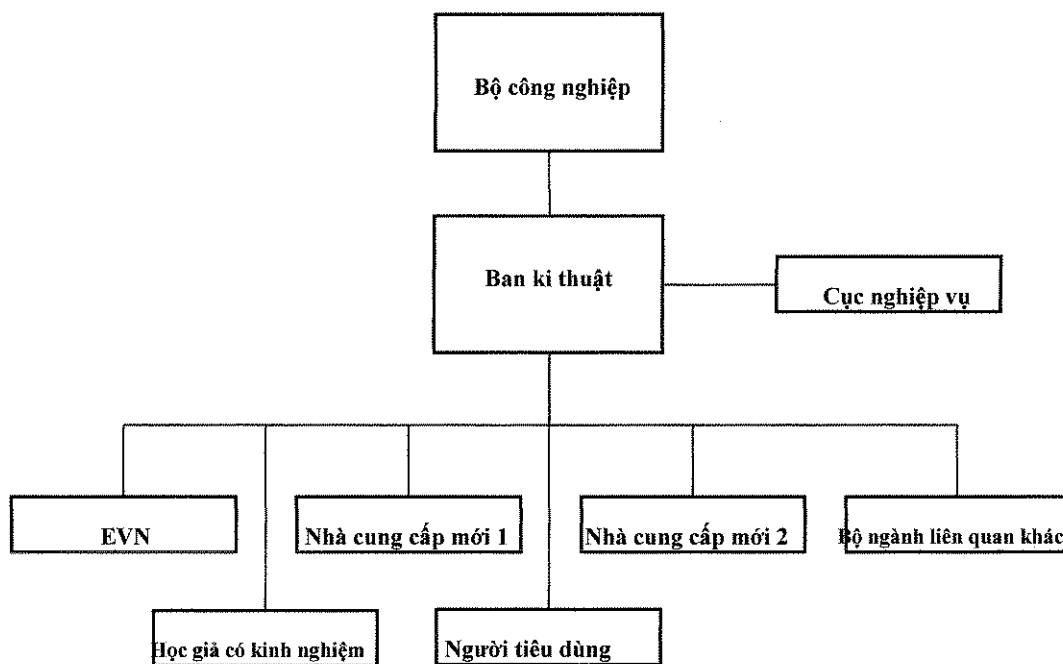 Bộ công nghiệp
Ban kĩ thuật
Cục nghiệp vụ
EVN
Nhà cung cấp mới 1
Nhà cung cấp mới 2
Bộ ngành liên quan khác
Học giả có kinh nghiệm
Người tiêu dùng